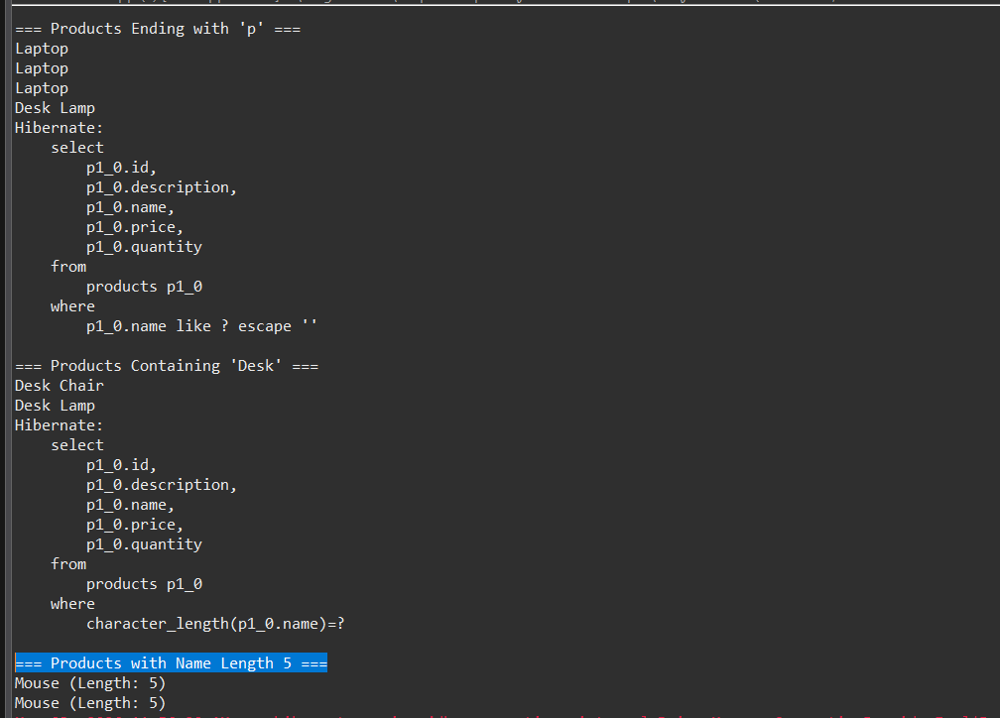 === Products Ending with 'p' ===
Laptop
Laptop
Laptop
Desk Lamp
Hibernate:
    select
        p1_0.id,
        p1_0.description,
        p1_0.name,
        p1_0.price,
        p1_0.quantity
    from
        products p1_0
    where
        p1_0.name like ? escape ''
=== Products Containing 'Desk' ===
Desk Chair
Desk Lamp
Hibernate:
    select
        p1_0.id,
        p1_0.description,
        p1_0.name,
        p1_0.price,
        p1_0.quantity
    from
        products p1_0
    where
        character_length(p1_0.name)=?
=== Products with Name Length 5 ===
Mouse (Length: 5)
Mouse (Length: 5)